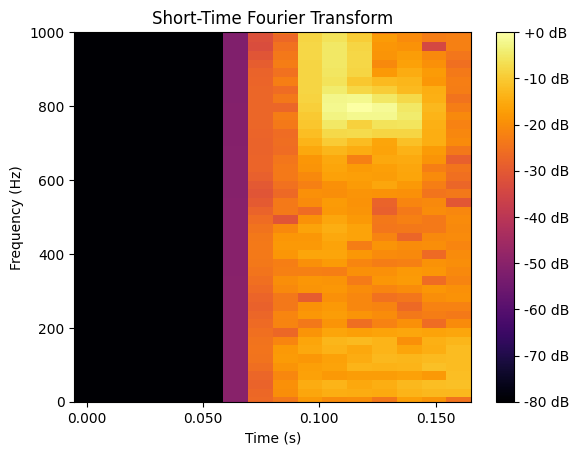 Short-Time Fourier Transform
1000
800
600
400
200
0
Frequency (Hz)
0.000
0.050
0.100
0.150
Time (s)
+0 dB
-10 dB
-20 dB
-30 dB
-40 dB
-50 dB
-60 dB
-70 dB
-80 dB